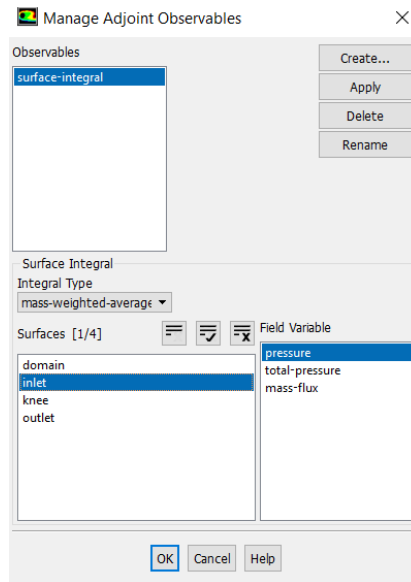 Manage Adjoint Observables
Observables
surface-integral
Create...
Apply
Delete
Rename
Surface Integral
Integral Type
mass-weighted-average
Surfaces [1/4]
domain
inlet
knee
outlet
Field Variable
pressure
total-pressure
mass-flux
OK Cancel Help